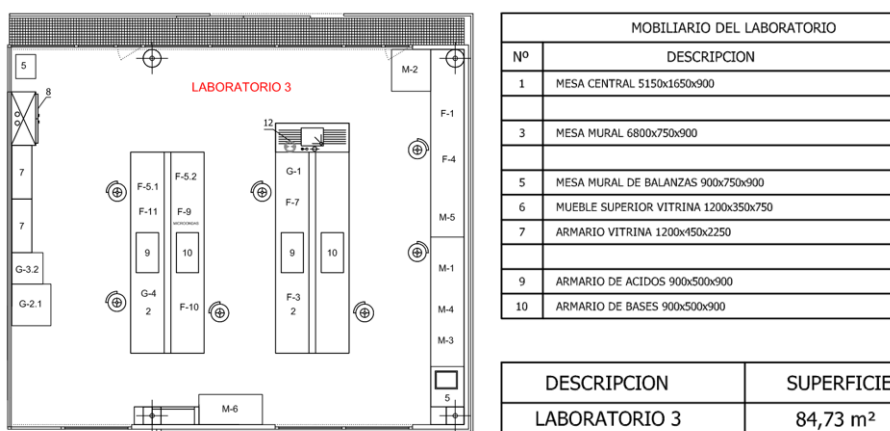 5
8
LABORATORIO 3
M-2
F-1
12
F-4
F-5.2
G-1
F-5.1
7
F-7
F-11
F-9
MICROONDAS
M-5
7
9
10
9
10
G-3.2
M-1
G-2.1
G-4
F-3
2
F-10
2
M-4
M-3
M-6
5
MOBILIARIO DEL LABORATORIO
Nº DESCRIPCION
1 MESA CENTRAL 5150x1650x900
3 MESA MURAL 6800x750x900
5 MESA MURAL DE BALANZAS 900x750x900
6 MUEBLE SUPERIOR VITRINA 1200x350x750
7 ARMARIO VITRINA 1200x450x2250
9 ARMARIO DE ACIDOS 900x500x900
10 ARMARIO DE BASES 900x500x900
DESCRIPCION SUPERFICIE
LABORATORIO 3 84,73 m²